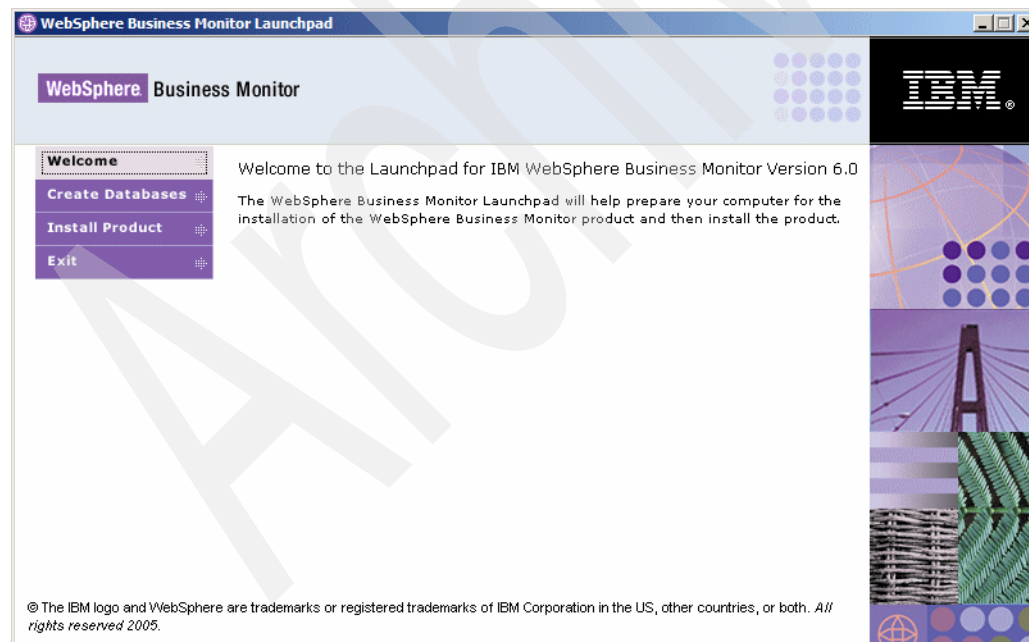 WebSphere Business Monitor Launchpad
WebSphere. Business Monitor
IBM®
Welcome
Create Databases
Install Product
Exit
Welcome to the Launchpad for IBM WebSphere Business Monitor Version 6.0
The WebSphere Business Monitor Launchpad will help prepare your computer for the
installation of the WebSphere Business Monitor product and then install the product.
© The IBM logo and WebSphere are trademarks or registered trademarks of IBM Corporation in the US, other countries, or both. All
rights reserved 2005.